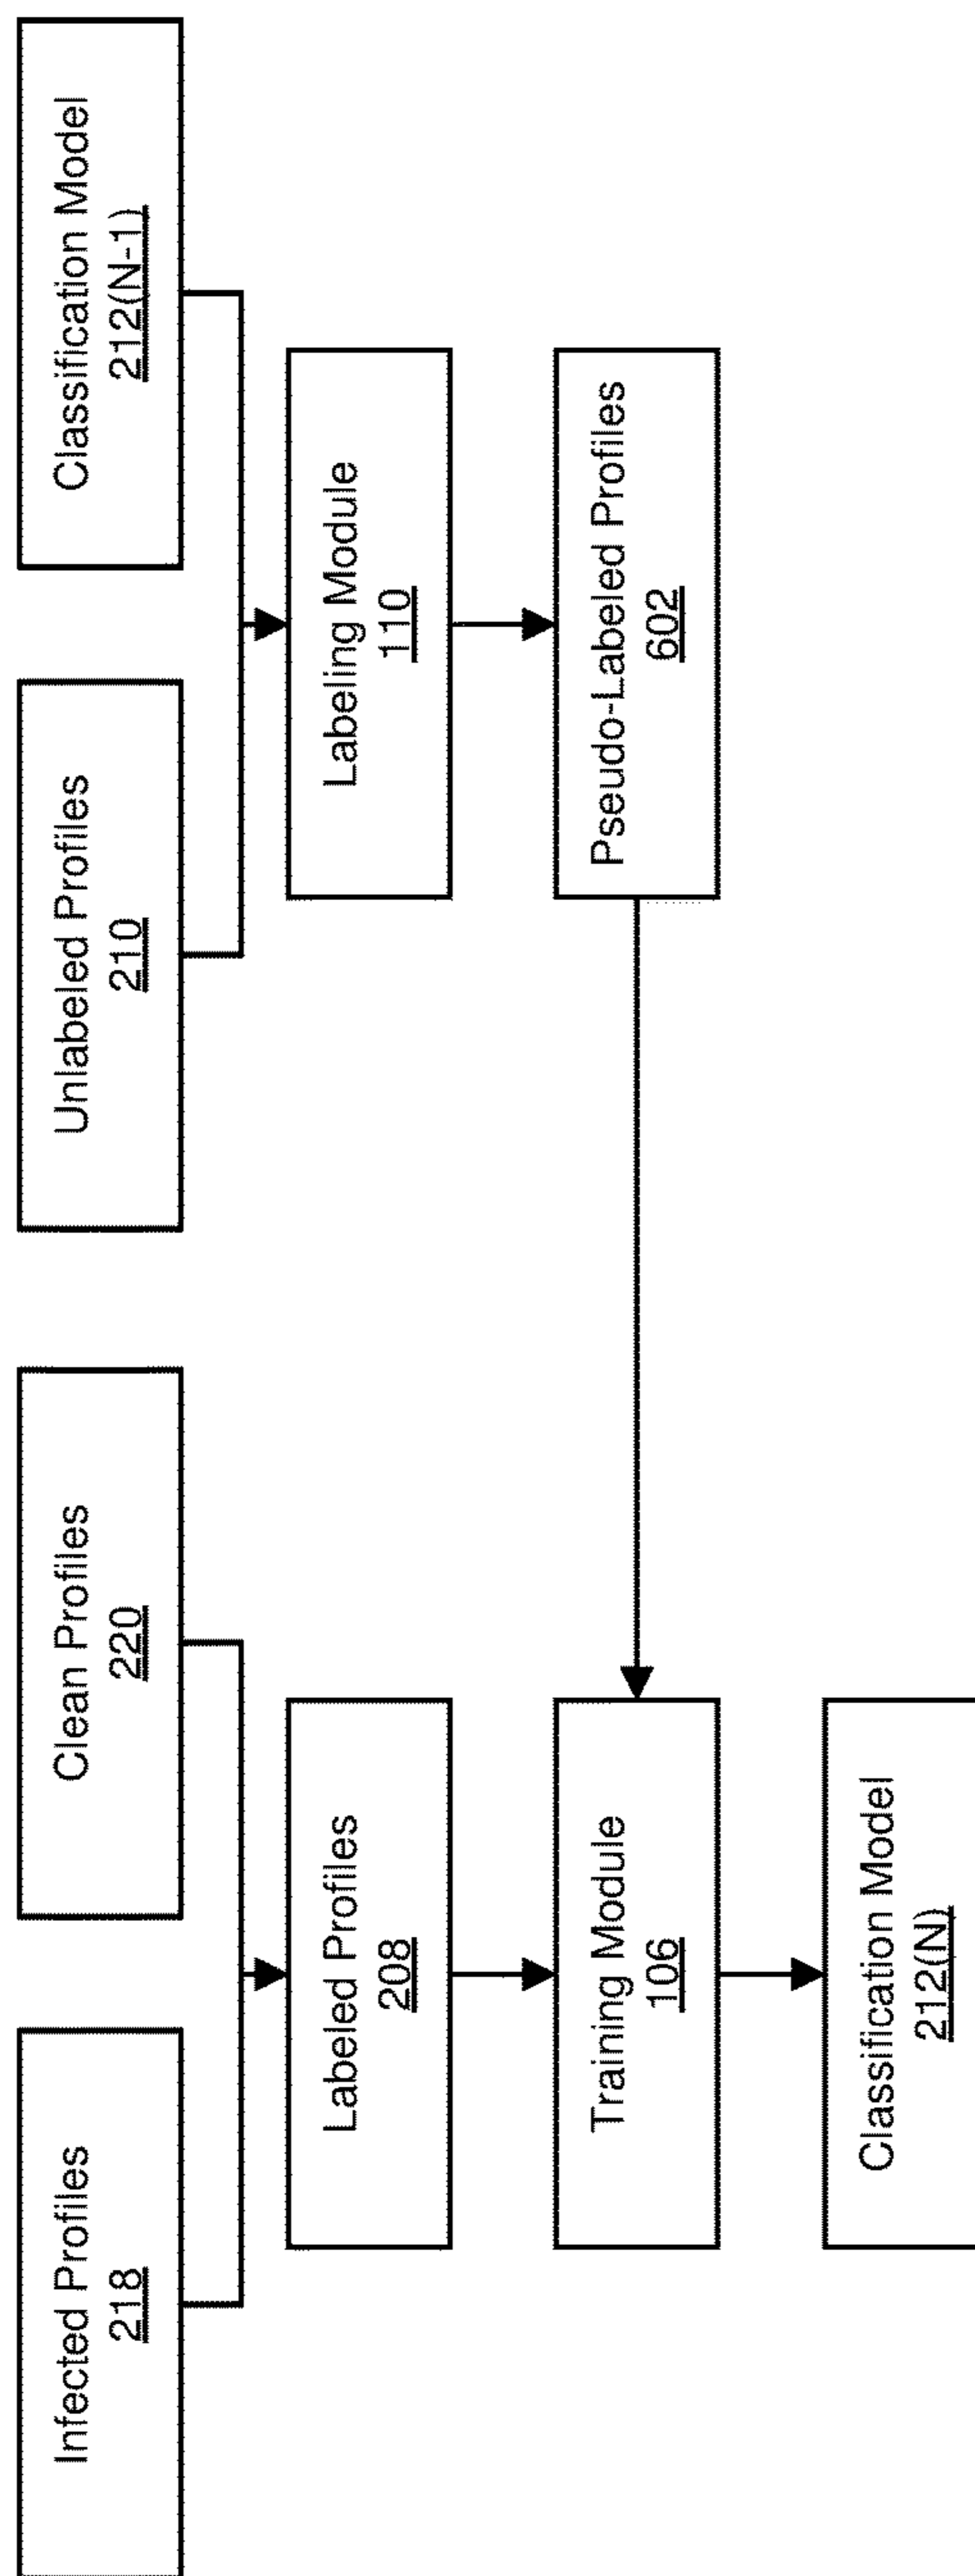 Infected Profiles
218
Clean Profiles
220
Unlabeled Profiles
210
Classification Model
212(N-1)
Labeled Profiles
208
Labeling Module
110
Training Module
106
Pseudo-Labeled Profiles
602
Classification Model
212(N)